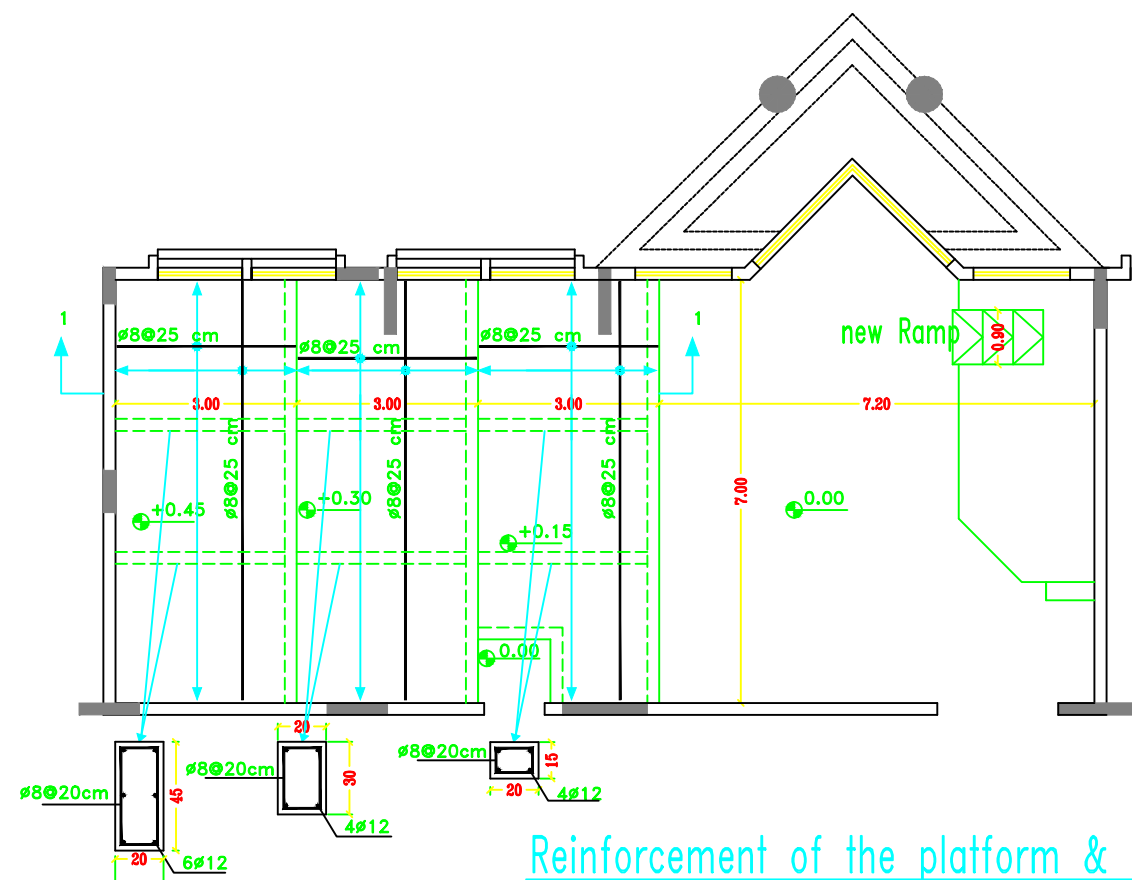 1
1
new Ramp
0.90
ø8@25 cm
ø8@25 cm
ø8@25 cm
3.00
3.00
3.00
7.20
ø8@25 cm
ø8@25 cm
ø8@25 cm
7.00
+0.45
+0.30
+0.15
0.00
0.00
20
ø8@20cm
45
ø8@20cm
30
ø8@20cm
15
20
4ø12
4ø12
20
6ø12
Reinforcement of the platform &